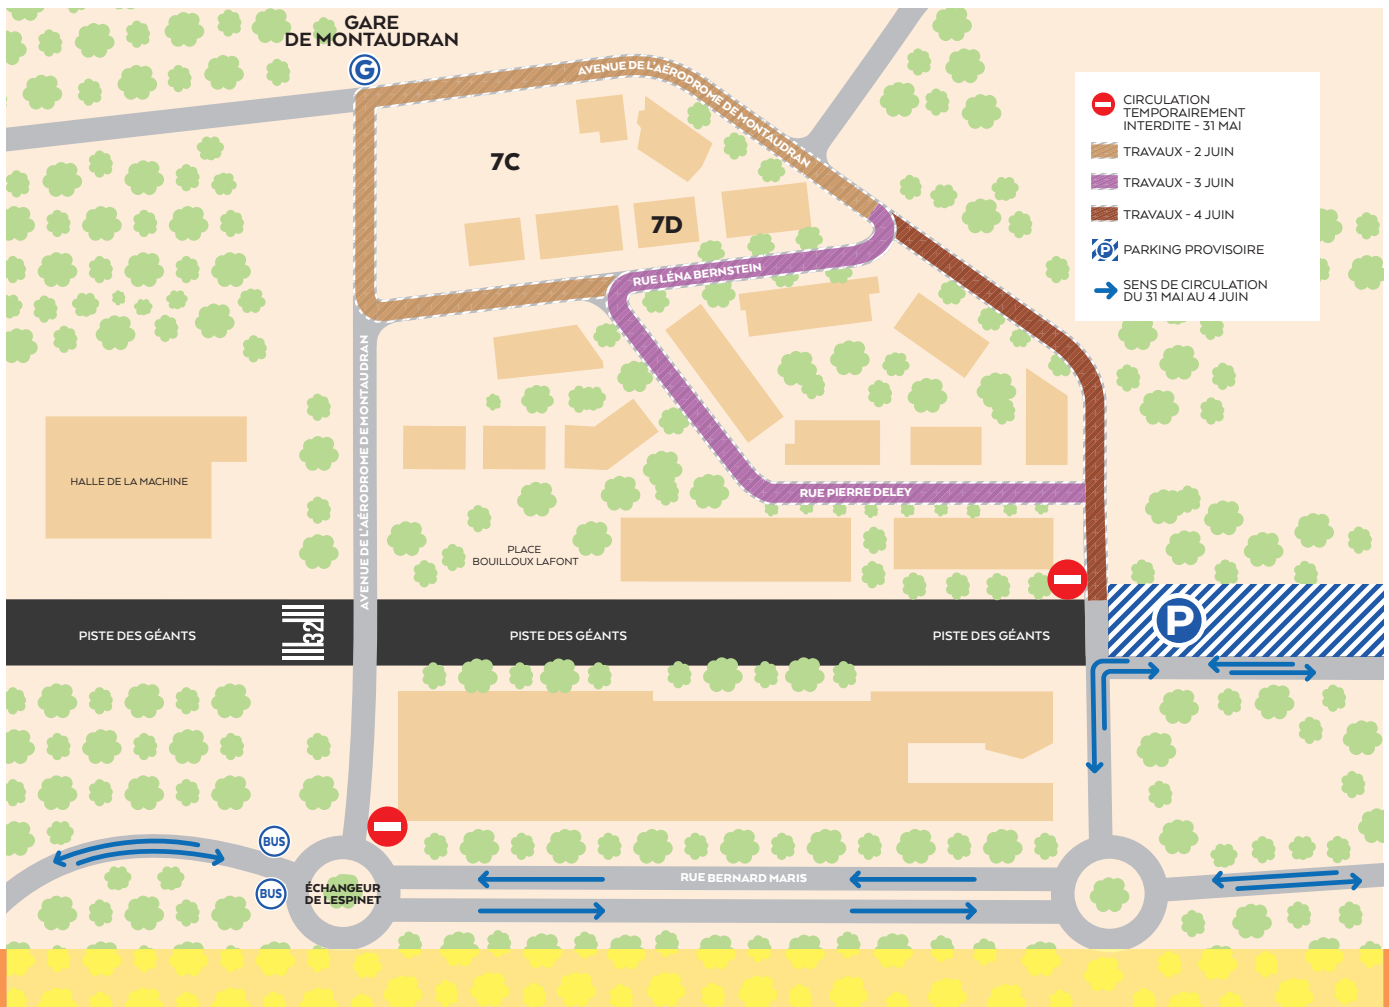 GARE
DE MONTAUDRAN
G
AVENUE DE L'AÉRODROME DE MONTAUDRAN
7C
7D
RUE LÉNA BERNSTEIN
CIRCULATION
TEMPORAIREMENT
INTERDITE - 31 MAI
TRAVAUX - 2 JUIN
TRAVAUX - 3 JUIN
TRAVAUX - 4 JUIN
P
PARKING PROVISOIRE
SENS DE CIRCULATION
DU 31 MAI AU 4 JUIN
AVENUE DE L'AÉRODROME DE MONTAUDRAN
HALLE DE LA MACHINE
RUE PIERRE DELEY
PLACE
BOUILLOUX LAFONT
PISTE DES GÉANTS
32
PISTE DES GÉANTS
PISTE DES GÉANTS
P
BUS
BUS
ÉCHANGEUR
DE LESPINET
RUE BERNARD MARIS